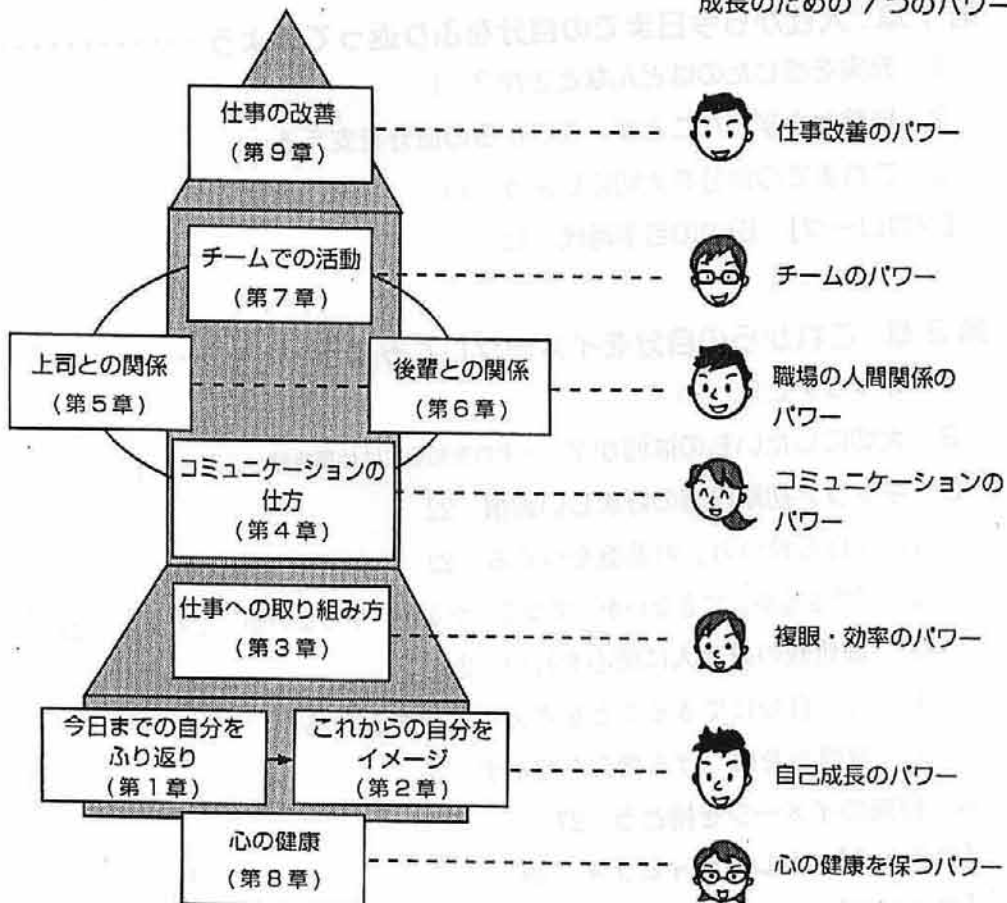 成長のための7つのパワー
仕事の改善
(第9章)
仕事改善のパワー
チームでの活動
(第7章)
チームのパワー
上司との関係
(第5章)
後輩との関係
(第6章)
職場の人間関係の
パワー
コミュニケーションの
仕方
(第4章)
コミュニケーションの
パワー
仕事への取り組み方
(第3章)
複眼・効率のパワー
今日までの自分を
ふり返り
(第1章)
これからの自分を
イメージ
(第2章)
自己成長のパワー
心の健康
(第8章)
心の健康を保つパワー